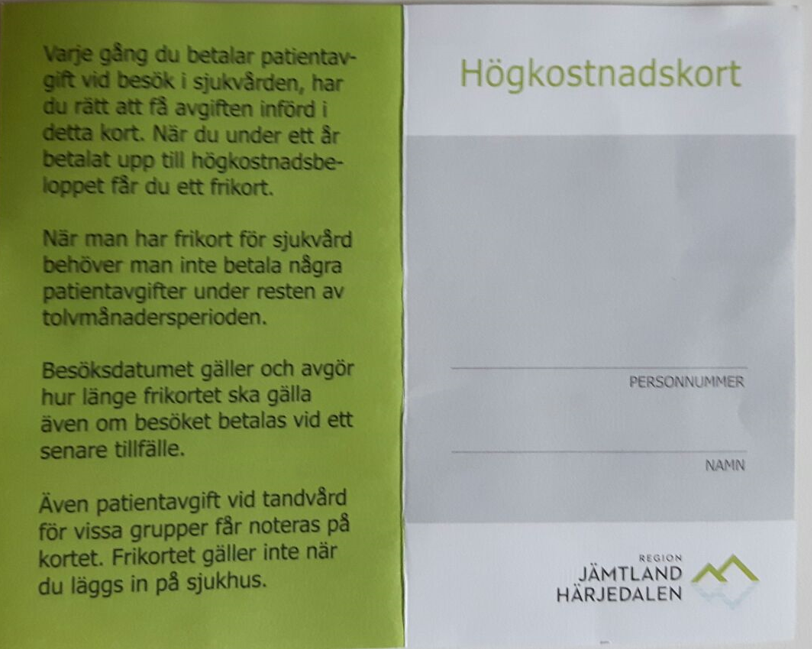 Varje gång du betalar patientav-
gift vid besök i sjukvården, har
du rätt att få avgiften införd i
detta kort. När du under ett år
betalat upp till högkostnadsbe-
loppet får du ett frikort.
När man har frikort för sjukvård
behöver man inte betala några
patientavgifter under resten av
tolvmånadersperioden.
Besöksdatumet gäller och avgör
hur länge frikortet ska gälla
även om besöket betalas vid ett
senare tillfälle.
Även patientavgift vid tandvård
för vissa grupper får noteras på
kortet. Frikortet gäller inte när
du läggs in på sjukhus.
Högkostnadskort
PERSONNUMMER
NAMN
REGION
JÄMTLAND
HÄRJEDALEN